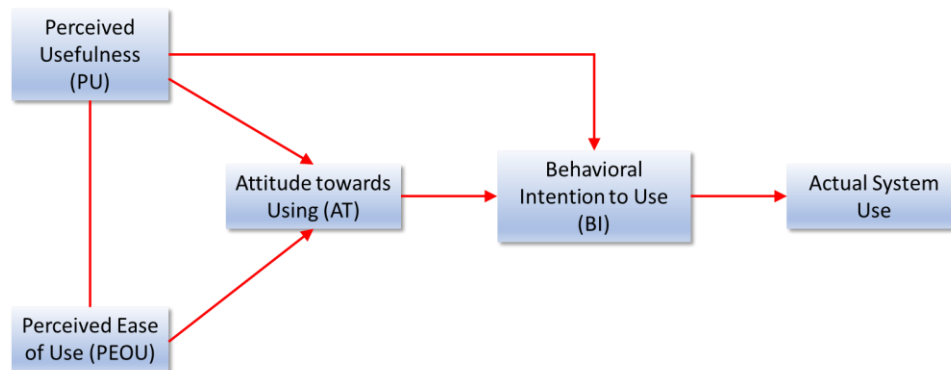 Perceived
Usefulness
(PU)
Attitude towards
Using (AT)
Behavioral
Intention to Use
(BI)
Actual System
Use
Perceived Ease
of Use (PEOU)